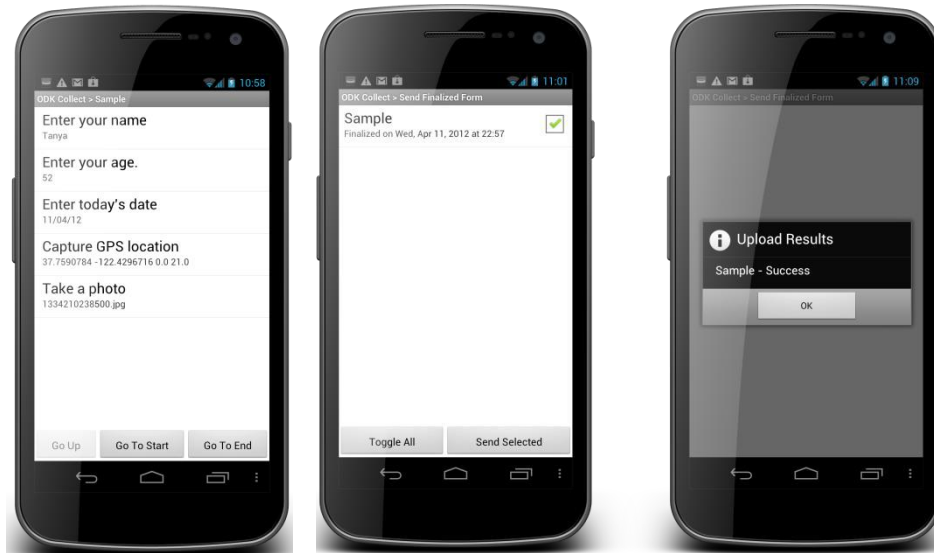 10:58
ODK Collect > Sample
Enter your name
Tanya
Enter your age.
52
Enter today's date
11/04/12
Capture GPS location
37.7590784 -122.4296716 0.0 21.0
Take a photo
1334210238500.jpg
Go Up
Go To Start
Go To End
11:01
ODK Collect > Send Finalized Form
Sample
Finalized on Wed, Apr 11, 2012 at 22:57
Toggle All
Send Selected
11:09
ODK Collect > Send Finalized Form
Upload Results
Sample - Success
OK